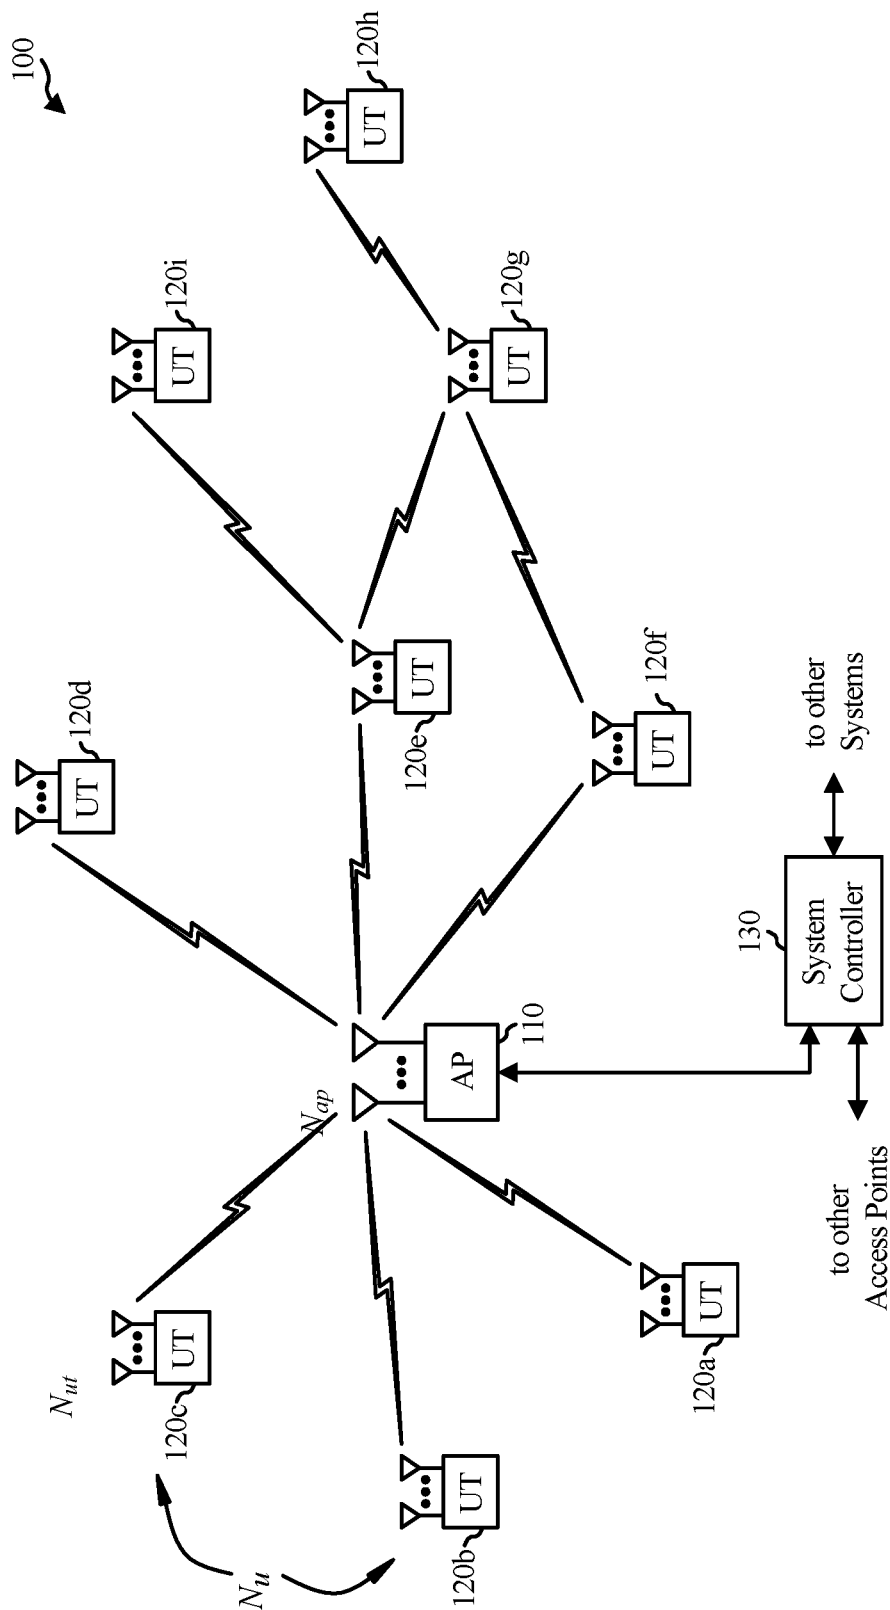 100
N_ut
UT
120d
120c
UT
UT
120i
N_u
N_ap
UT
120h
120e
UT
120b
UT
AP
110
UT
120g
UT
120f
120a
UT
130
System
Controller
to other
Systems
to other
Access Points